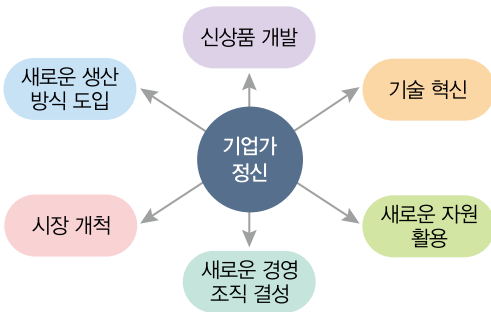 신상품 개발
새로운 생산
방식 도입
기술 혁신
기업가
정신
시장 개척
새로운 자원
활용
새로운 경영
조직 결성